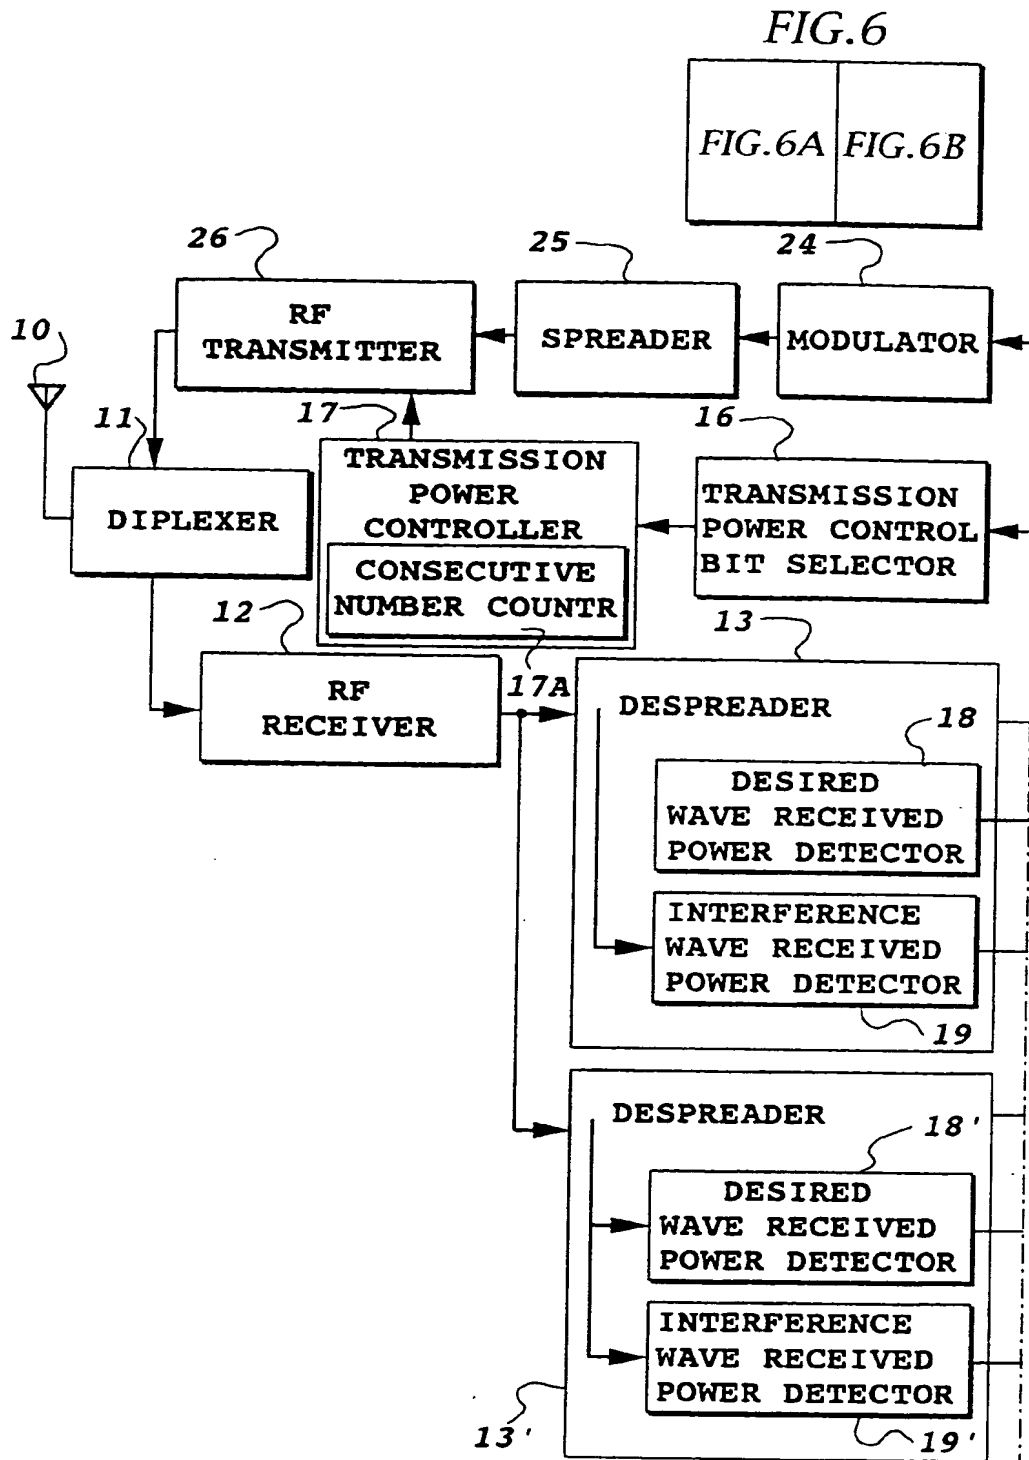 FIG.6
FIG.6A FIG.6B
26
25
24
RF
TRANSMITTER
SPREADER
MODULATOR
10
11
17
16
DIPLEXER
TRANSMISSION
POWER
CONTROLLER
CONSECUTIVE
NUMBER COUNTR
17A
TRANSMISSION
POWER CONTROL
BIT SELECTOR
12
RF
RECEIVER
13
DESPREADER
18
DESIRED
WAVE RECEIVED
POWER DETECTOR
INTERFERENCE
WAVE RECEIVED
POWER DETECTOR
19
DESPREADER
18'
DESIRED
WAVE RECEIVED
POWER DETECTOR
INTERFERENCE
WAVE RECEIVED
POWER DETECTOR
13'
19'